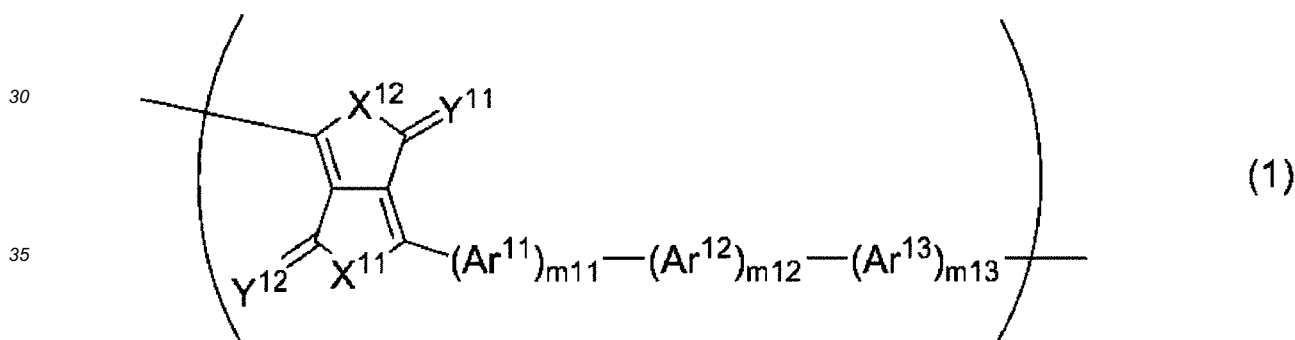 30
X¹²
Y¹¹
(1)
35
Y¹²
X¹¹
(Ar¹¹)ₘ₁₁—(Ar¹²)ₘ₁₂—(Ar¹³)ₘ₁₃